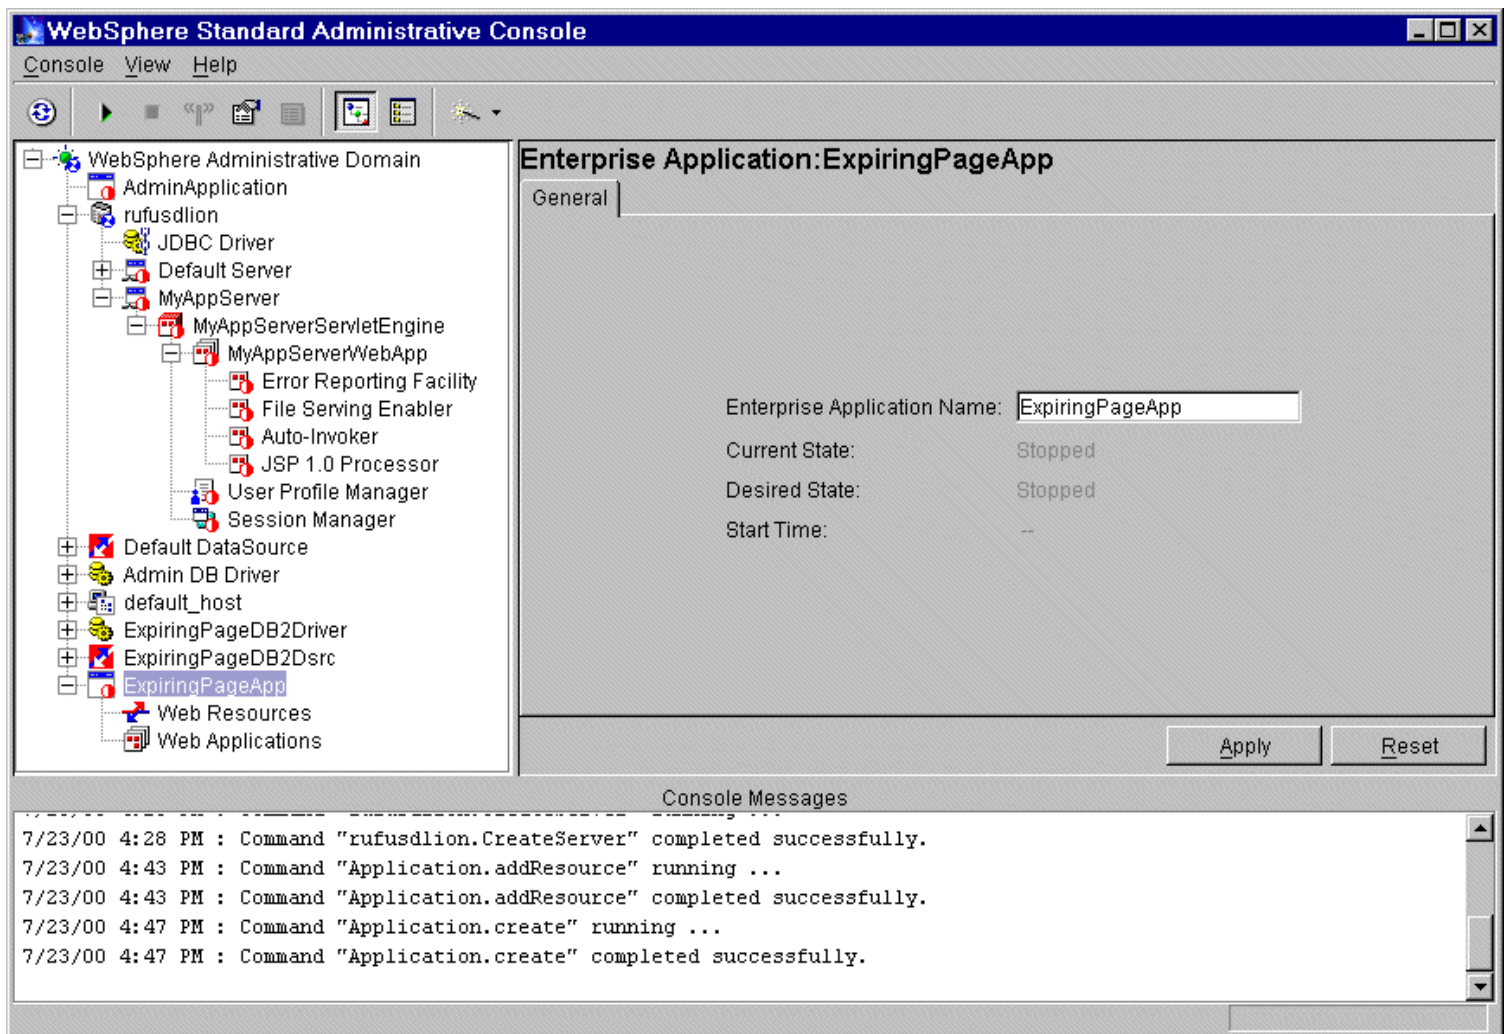 WebSphere Standard Administrative Console
Console View Help
WebSphere Administrative Domain
AdminApplication
rufusdlion
JDBC Driver
Default Server
MyAppServer
MyAppServerServletEngine
MyAppServerWebApp
Error Reporting Facility
File Serving Enabler
Auto-Invoker
JSP 1.0 Processor
User Profile Manager
Session Manager
Default DataSource
Admin DB Driver
default_host
ExpiringPageDB2Driver
ExpiringPageDB2Dsrc
ExpiringPageApp
Web Resources
Web Applications
Enterprise Application:ExpiringPageApp
General
Enterprise Application Name: ExpiringPageApp
Current State: Stopped
Desired State: Stopped
Start Time: --
Apply Reset
Console Messages
7/23/00 4:28 PM : Command "rufusdlion.CreateServer" completed successfully.
7/23/00 4:43 PM : Command "Application.addResource" running ...
7/23/00 4:43 PM : Command "Application.addResource" completed successfully.
7/23/00 4:47 PM : Command "Application.create" running ...
7/23/00 4:47 PM : Command "Application.create" completed successfully.